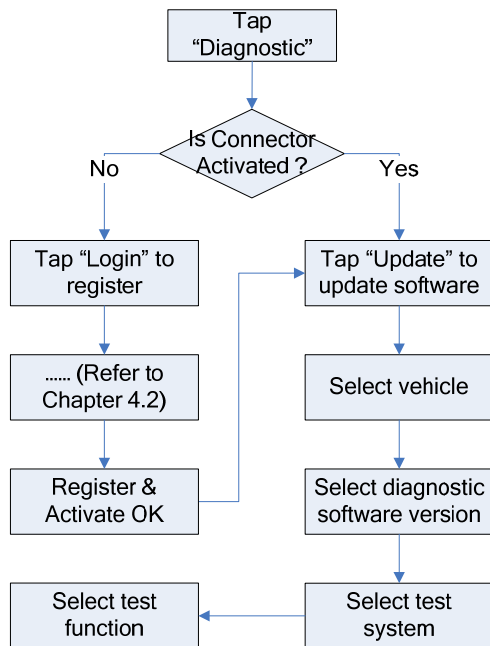 Tap
“Diagnostic”
Is Connector
Activated ?
No
Yes
Tap “Login” to
register
Tap “Update” to
update software
...... (Refer to
Chapter 4.2)
Select vehicle
Register &
Activate OK
Select diagnostic
software version
Select test
function
Select test
system